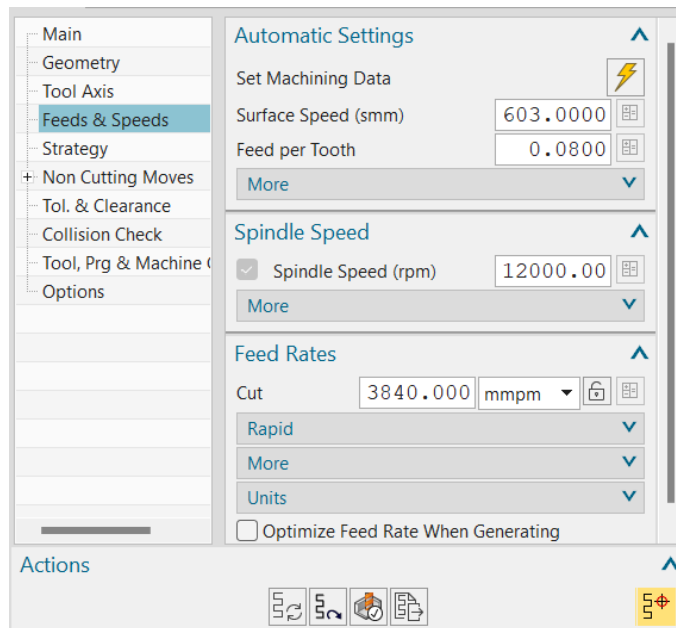 Main
Geometry
Tool Axis
Feeds & Speeds
Strategy
Non Cutting Moves
Tol. & Clearance
Collision Check
Tool, Prg & Machine
Options
Automatic Settings
Set Machining Data
Surface Speed (smm) 603.0000
Feed per Tooth 0.0800
More
Spindle Speed
Spindle Speed (rpm) 12000.00
More
Feed Rates
Cut 3840.000 mmpm
Rapid
More
Units
Optimize Feed Rate When Generating
Actions